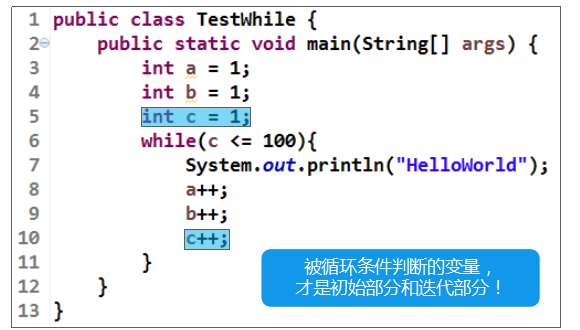 1 public class TestWhile {
2 public static void main(String[] args) {
3 int a = 1;
4 int b = 1;
5 int c = 1;
6 while(c <= 100){
7 System.out.println("HelloWorld");
8 a++;
9 b++;
10 c++;
11 }
12 }
13 }
被循环条件判断的变量，
才是初始部分和迭代部分！